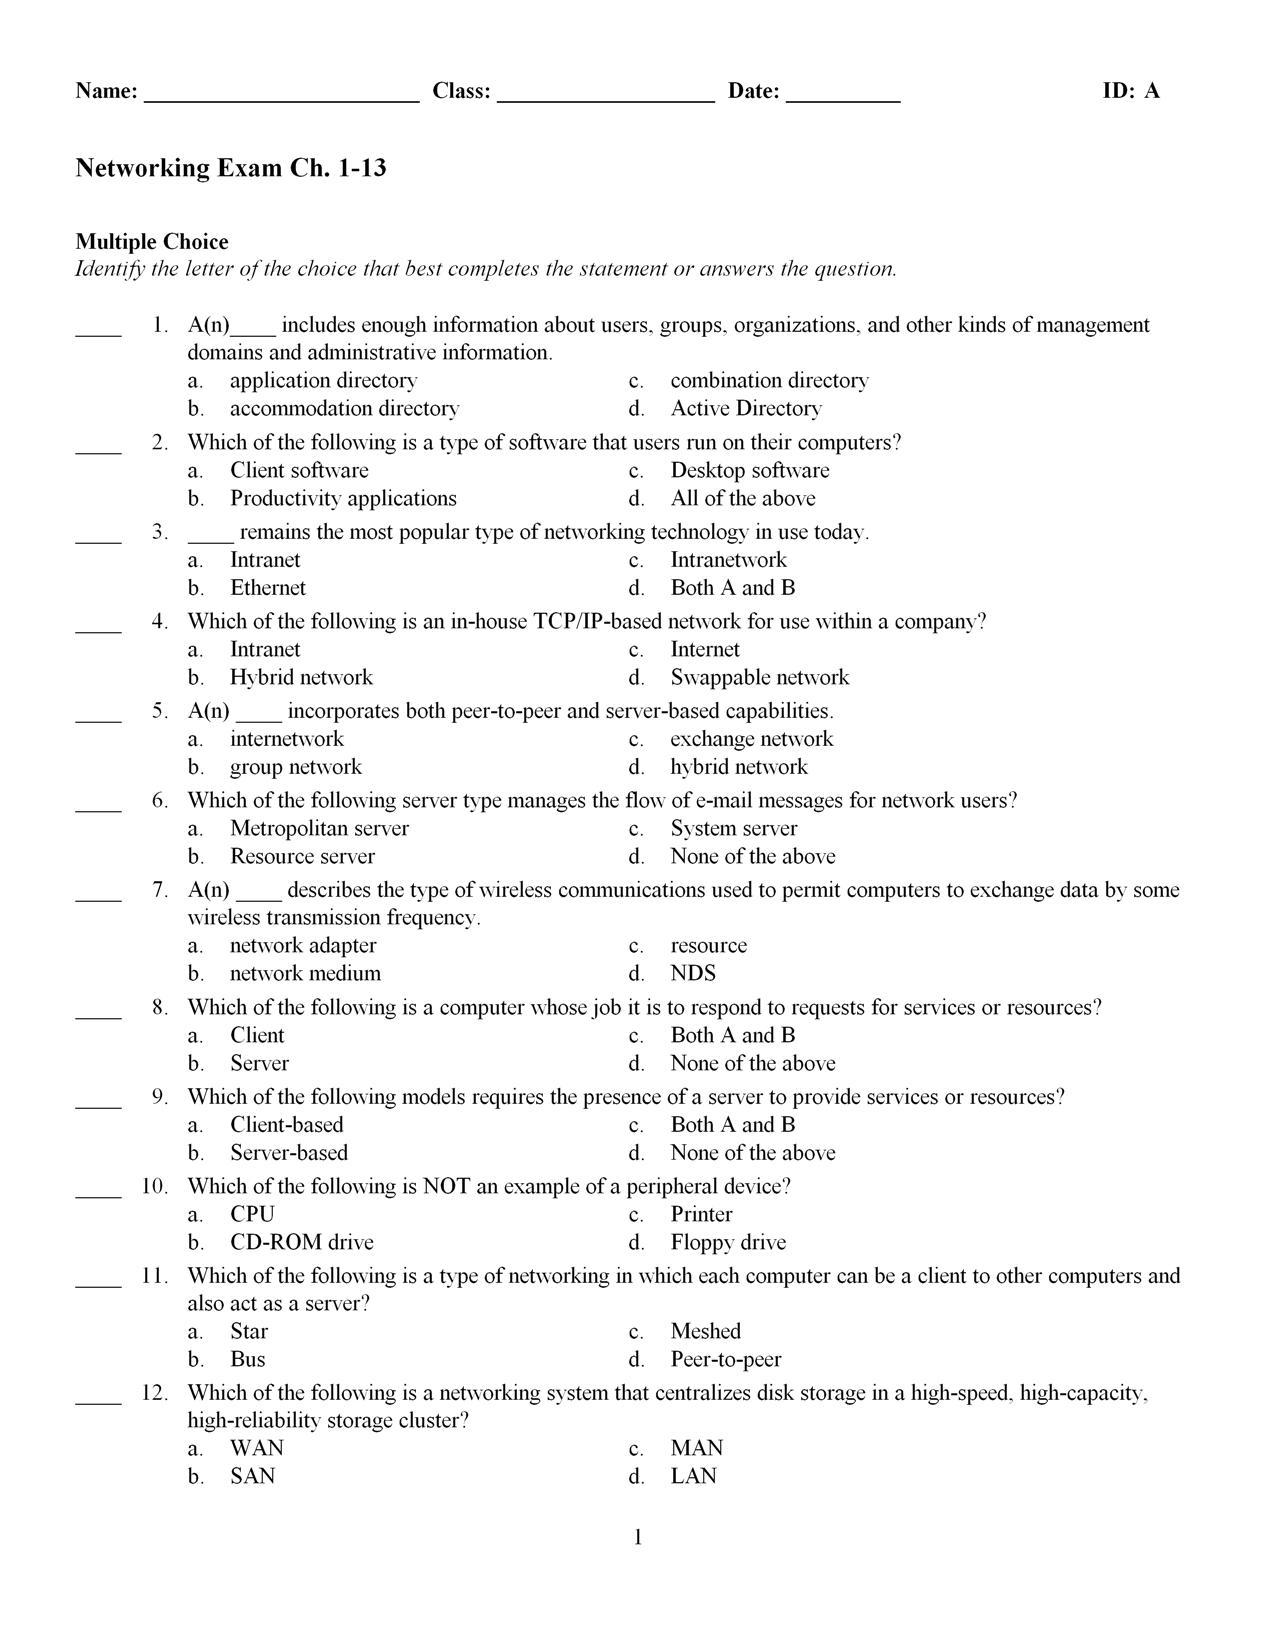 Name: ________________________ Class: ___________________ Date: __________ ID: A
Networking Exam Ch. 1-13
Multiple Choice
Identify the letter of the choice that best completes the statement or answers the question.
____ 1. A(n)____ includes enough information about users, groups, organizations, and other kinds of management
domains and administrative information.
a. application directory c. combination directory
b. accommodation directory d. Active Directory
____ 2. Which of the following is a type of software that users run on their computers?
a. Client software c. Desktop software
b. Productivity applications d. All of the above
____ 3. ____ remains the most popular type of networking technology in use today.
a. Intranet c. Intranetwork
b. Ethernet d. Both A and B
____ 4. Which of the following is an in-house TCP/IP-based network for use within a company?
a. Intranet c. Internet
b. Hybrid network d. Swappable network
____ 5. A(n) ____ incorporates both peer-to-peer and server-based capabilities.
a. internetwork c. exchange network
b. group network d. hybrid network
____ 6. Which of the following server type manages the flow of e-mail messages for network users?
a. Metropolitan server c. System server
b. Resource server d. None of the above
____ 7. A(n) ____ describes the type of wireless communications used to permit computers to exchange data by some
wireless transmission frequency.
a. network adapter c. resource
b. network medium d. NDS
____ 8. Which of the following is a computer whose job it is to respond to requests for services or resources?
a. Client c. Both A and B
b. Server d. None of the above
____ 9. Which of the following models requires the presence of a server to provide services or resources?
a. Client-based c. Both A and B
b. Server-based d. None of the above
____ 10. Which of the following is NOT an example of a peripheral device?
a. CPU c. Printer
b. CD-ROM drive d. Floppy drive
____ 11. Which of the following is a type of networking in which each computer can be a client to other computers and
also act as a server?
a. Star c. Meshed
b. Bus d. Peer-to-peer
____ 12. Which of the following is a networking system that centralizes disk storage in a high-speed, high-capacity,
high-reliability storage cluster?
a. WAN c. MAN
b. SAN d. LAN
1